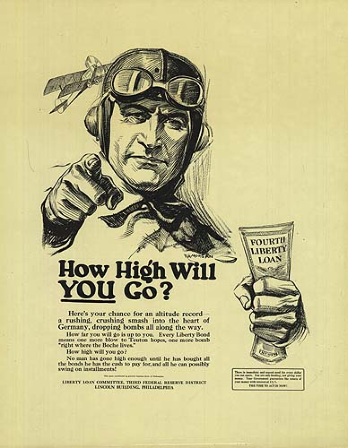 FOURTH
LIBERTY
LOAN
How High Will
YOU Go?
Here's your chance for an altitude record—
a rushing, crushing smash into the heart of
Germany, dropping bombs all along the way.
How far you will go is up to you. Every Liberty Bond
means one more blow to Teuton hopes, one more bomb
"right where the Boche lives."
How high will you go?
No man has gone high enough until he has bought all
the bonds he has the cash to pay for, and all he can possibly
swing on installments!
LIBERTY LOAN COMMITTEE, THIRD FEDERAL RESERVE DISTRICT
LINCOLN BUILDING, PHILADELPHIA